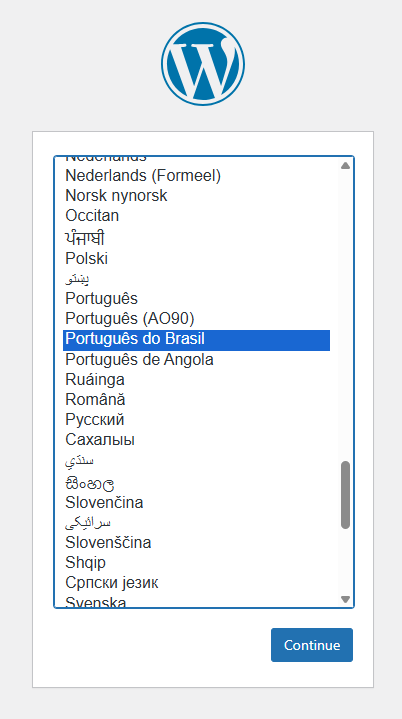 Nederlands
Nederlands (Formeel)
Norsk nynorsk
Occitan
ਪੰਜਾਬੀ
Polski
پښتو
Português
Português (AO90)
Português do Brasil
Português de Angola
Ruáinga
Română
Русский
Сахалыы
سنڌي
සිංහල
Slovenčina
سرائیکی
Slovenščina
Shqip
Српски језик
Svenska
Continue